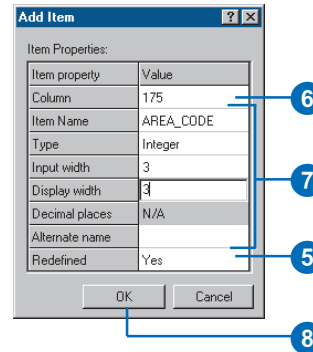 Add Item ? ×
Item Properties:
Item property Value
Column 175
6
Item Name AREA_CODE
Type Integer
Input width 3
7
Display width 3
Decimal places N/A
Alternate name
Redefined Yes
5
OK Cancel
8